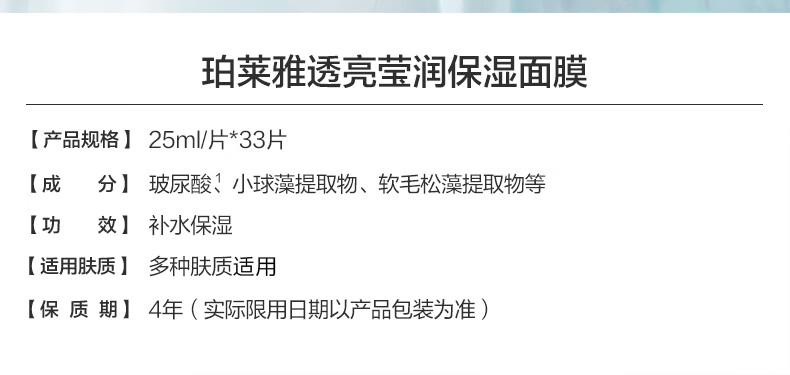 珀莱雅透亮莹润保湿面膜
【产品规格】 25ml/片*33片
【成 分】 玻尿酸¹、小球藻提取物、软毛松藻提取物等
【功 效】 补水保湿
【适用肤质】 多种肤质适用
【保 质 期】 4年（实际限用日期以产品包装为准）